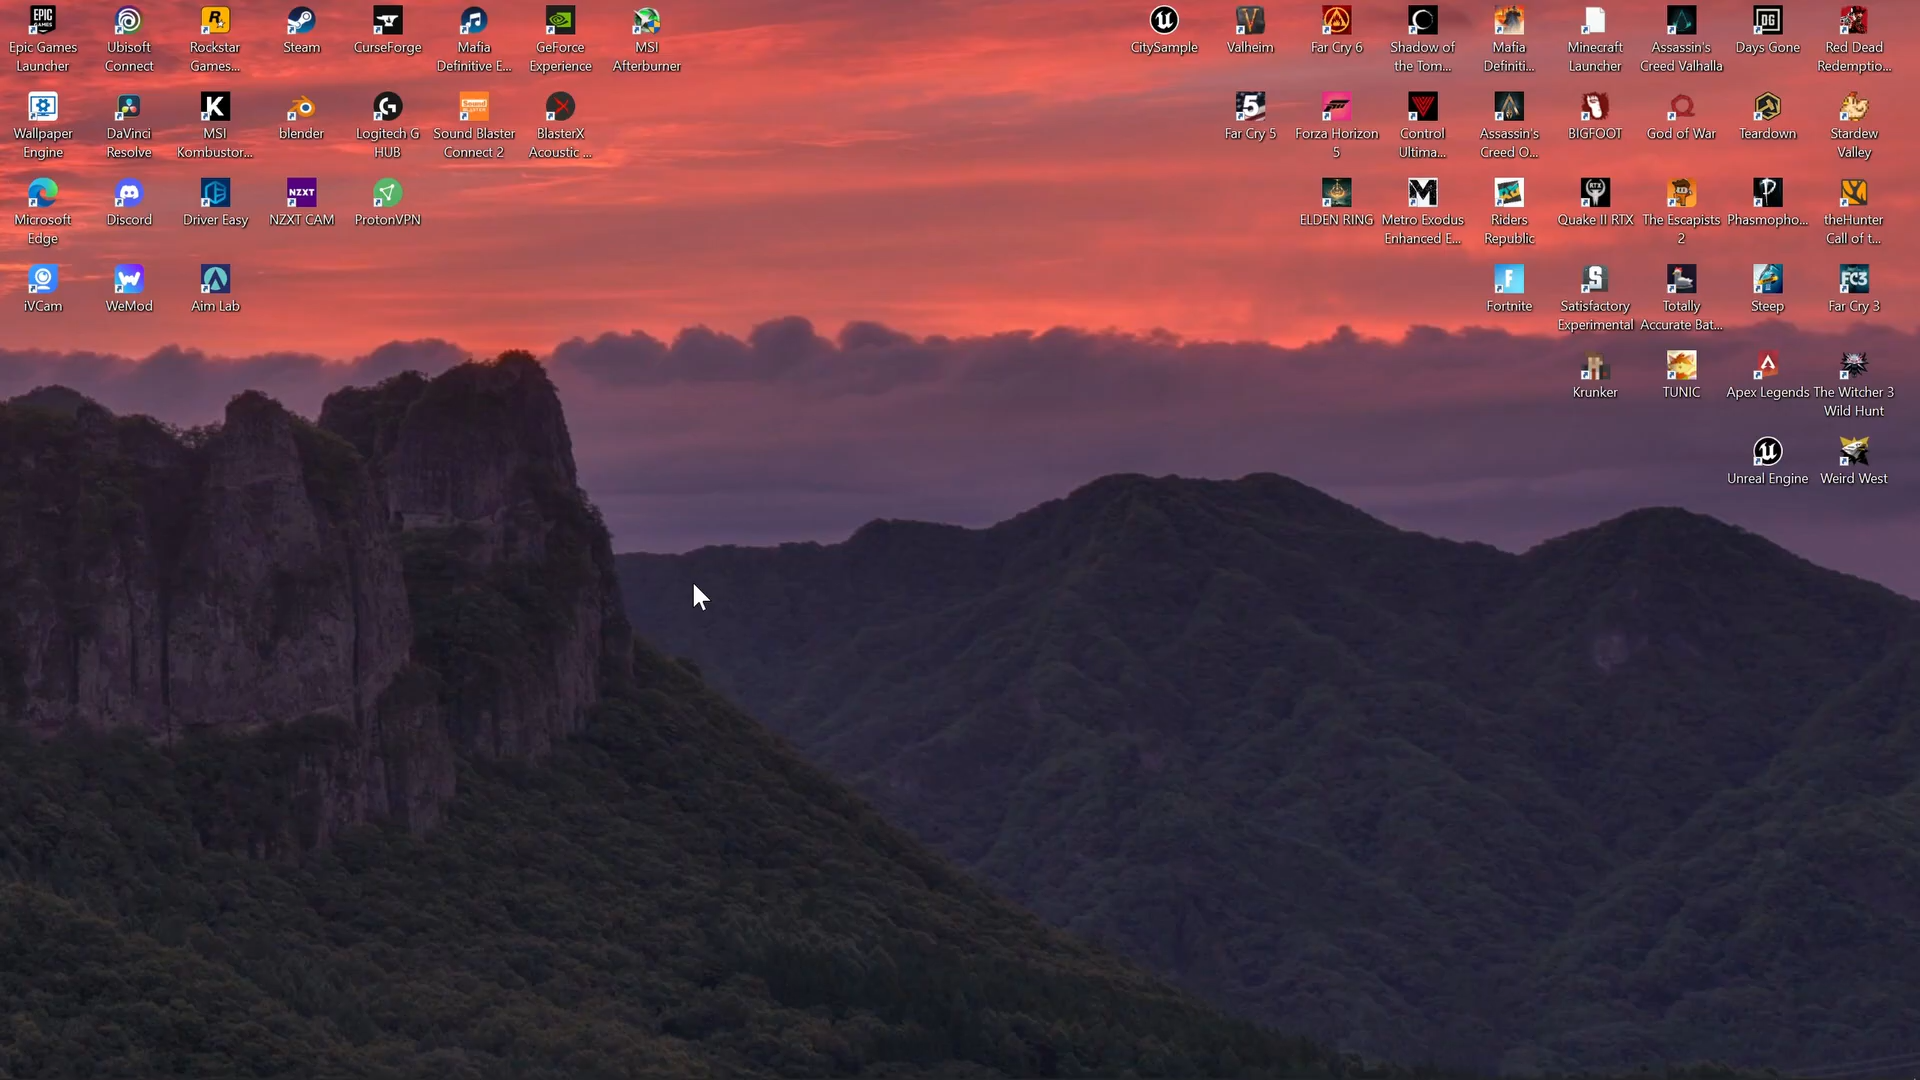 Epic Games
Launcher
Ubisoft
Connect
Rockstar
Games...
Steam
CurseForge
Mafia
Definitive E...
GeForce
Experience
MSI
Afterburner
CitySample
Valheim
Far Cry 6
Shadow of
the Tom...
Mafia
Definiti...
Minecraft
Launcher
Assassin's
Creed Valhalla
Days Gone
Red Dead
Redemptio...
Wallpaper
Engine
DaVinci
Resolve
MSI
Kombustor...
blender
Logitech G
HUB
Sound Blaster
Connect 2
BlasterX
Acoustic ...
Far Cry 5
Forza Horizon
5
Control
Ultima...
Assassin's
Creed O...
BIGFOOT
God of War
Teardown
Stardew
Valley
Microsoft
Edge
Discord
Driver Easy
NZXT
NZXT CAM
ProtonVPN
ELDEN RING
Metro Exodus
Enhanced E...
Riders
Republic
Quake II RTX
The Escapists
2
Phasmopho...
theHunter
Call of t...
iVCam
WeMod
Aim Lab
Fortnite
Satisfactory
Experimental
Totally
Accurate Bat...
Steep
FC3
Far Cry 3
Krunker
TUNIC
Apex Legends
The Witcher 3
Wild Hunt
Unreal Engine
Weird West